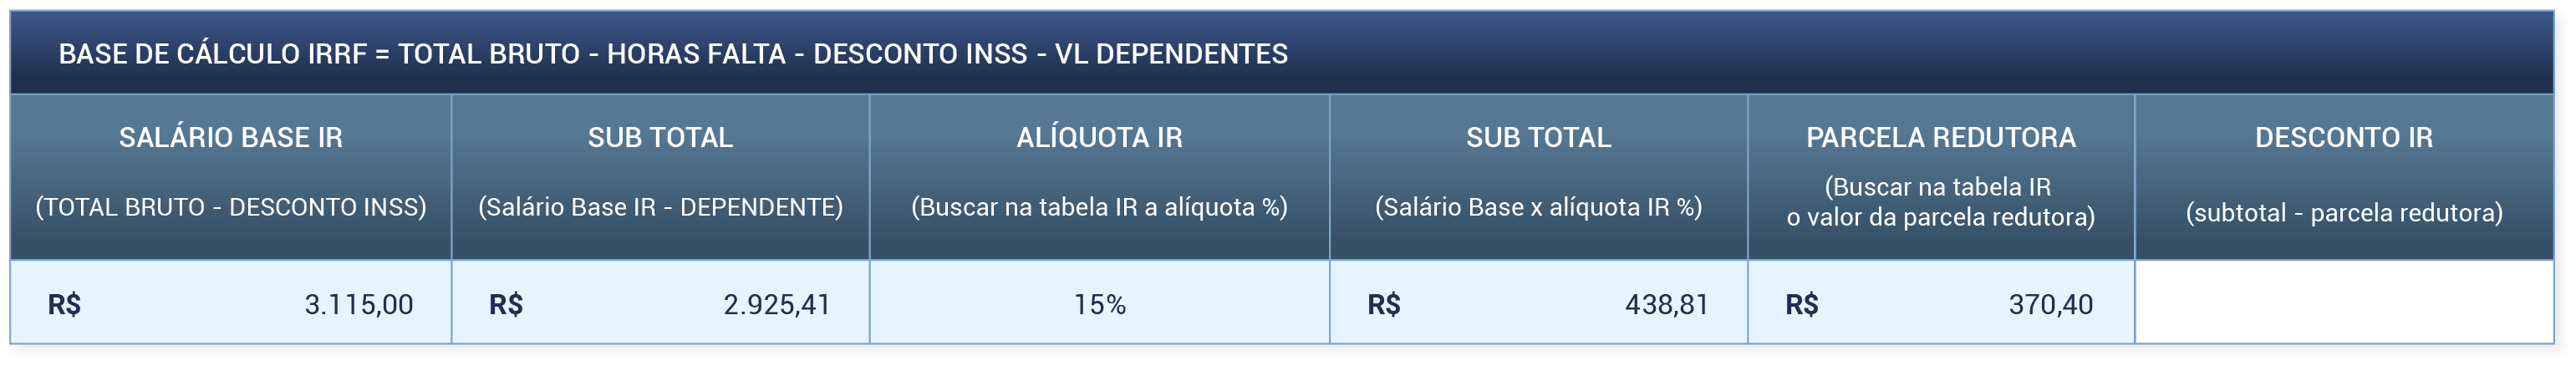 BASE DE CÁLCULO IRRF = TOTAL BRUTO - HORAS FALTA - DESCONTO INSS - VL DEPENDENTES
SALÁRIO BASE IR
(TOTAL BRUTO - DESCONTO INSS)
SUB TOTAL
(Salário Base IR - DEPENDENTE)
ALÍQUOTA IR
(Buscar na tabela IR a alíquota %)
SUB TOTAL
(Salário Base x alíquota IR %)
PARCELA REDUTORA
(Buscar na tabela IR
o valor da parcela redutora)
DESCONTO IR
(subtotal - parcela redutora)
R$ 3.115,00
R$ 2.925,41
15%
R$ 438,81
R$ 370,40